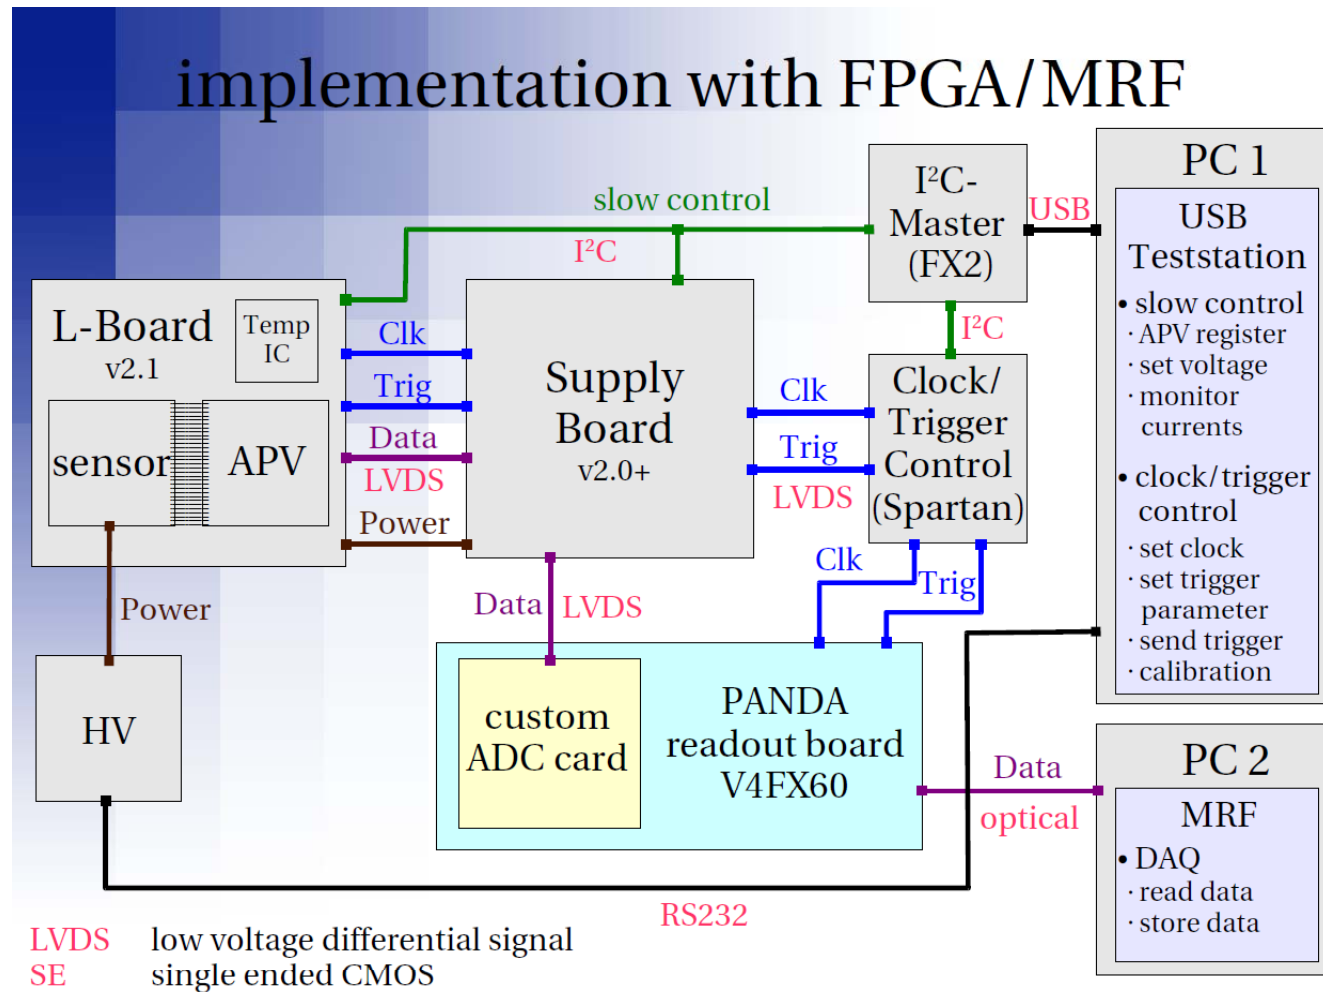 implementation with FPGA/MRF
slow control
I²C
I²C-
Master
(FX2)
USB
PC 1
USB
Teststation
• slow control
· APV register
· set voltage
· monitor
currents
• clock/trigger
control
· set clock
· set trigger
parameter
· send trigger
· calibration
L-Board
v2.1
Temp
IC
sensor
APV
Clk
Trig
Data
LVDS
Power
Supply
Board
v2.0+
Clk
Trig
LVDS
I²C
Clock/
Trigger
Control
(Spartan)
Clk
Trig
Power
HV
Data
LVDS
custom
ADC card
PANDA
readout board
V4FX60
Data
optical
PC 2
MRF
• DAQ
· read data
· store data
RS232
LVDS low voltage differential signal
SE single ended CMOS